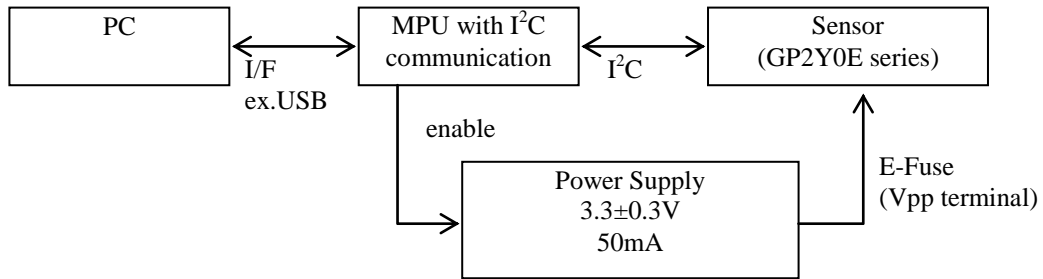 PC
MPU with I²C
communication
Sensor
(GP2Y0E series)
I/F
ex.USB
I²C
enable
Power Supply
3.3±0.3V
50mA
E-Fuse
(Vpp terminal)